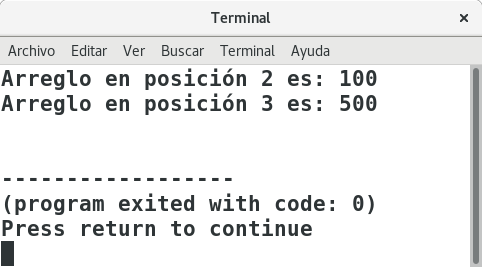 Terminal
Archivo Editar Ver Buscar Terminal Ayuda
Arreglo en posición 2 es: 100
Arreglo en posición 3 es: 500
------------------
(program exited with code: 0)
Press return to continue